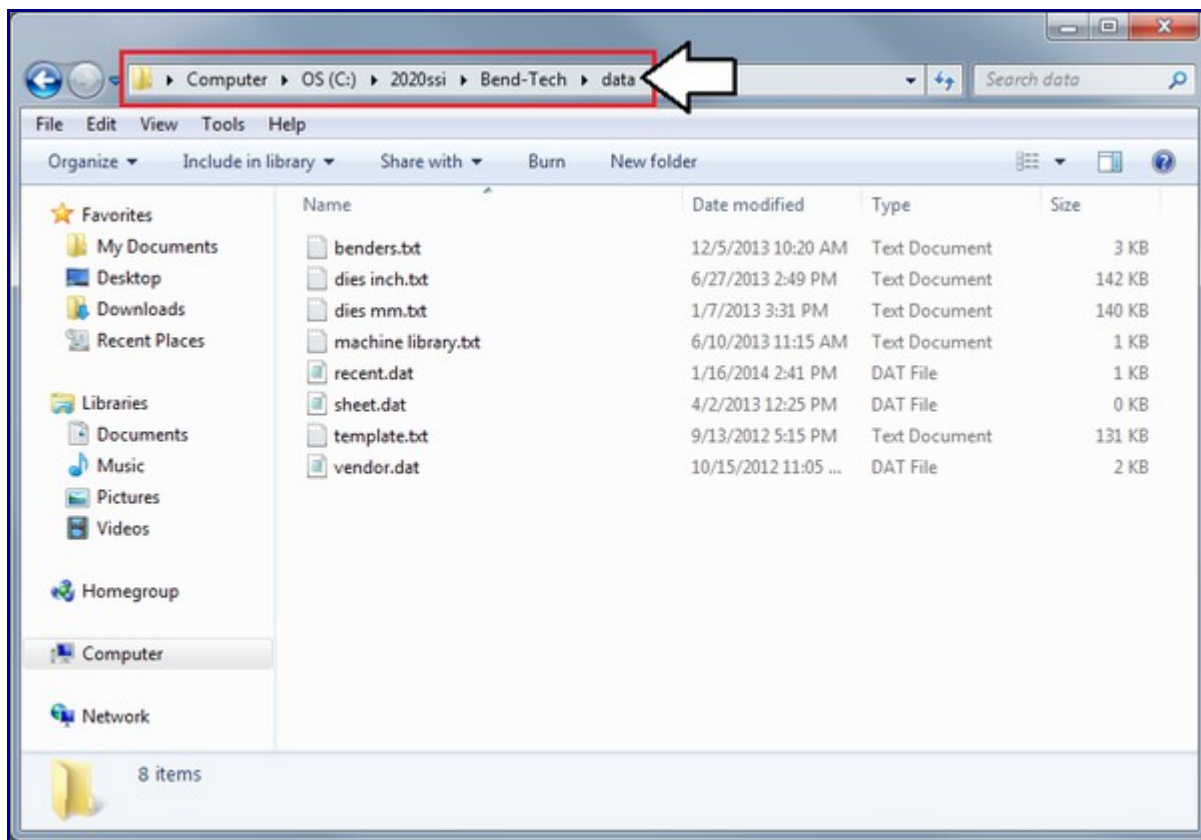 Computer ▸ OS (C:) ▸ 2020ssi ▸ Bend-Tech ▸ data
Search data
File Edit View Tools Help
Organize Include in library Share with Burn New folder
Favorites
My Documents
Desktop
Downloads
Recent Places
Libraries
Documents
Music
Pictures
Videos
Homegroup
Computer
Network
Name Date modified Type Size
benders.txt 12/5/2013 10:20 AM Text Document 3 KB
dies inch.txt 6/27/2013 2:49 PM Text Document 142 KB
dies mm.txt 1/7/2013 3:31 PM Text Document 140 KB
machine library.txt 6/10/2013 11:15 AM Text Document 1 KB
recent.dat 1/16/2014 2:41 PM DAT File 1 KB
sheet.dat 4/2/2013 12:25 PM DAT File 0 KB
template.txt 9/13/2012 5:15 PM Text Document 131 KB
vendor.dat 10/15/2012 11:05 ... DAT File 2 KB
8 items